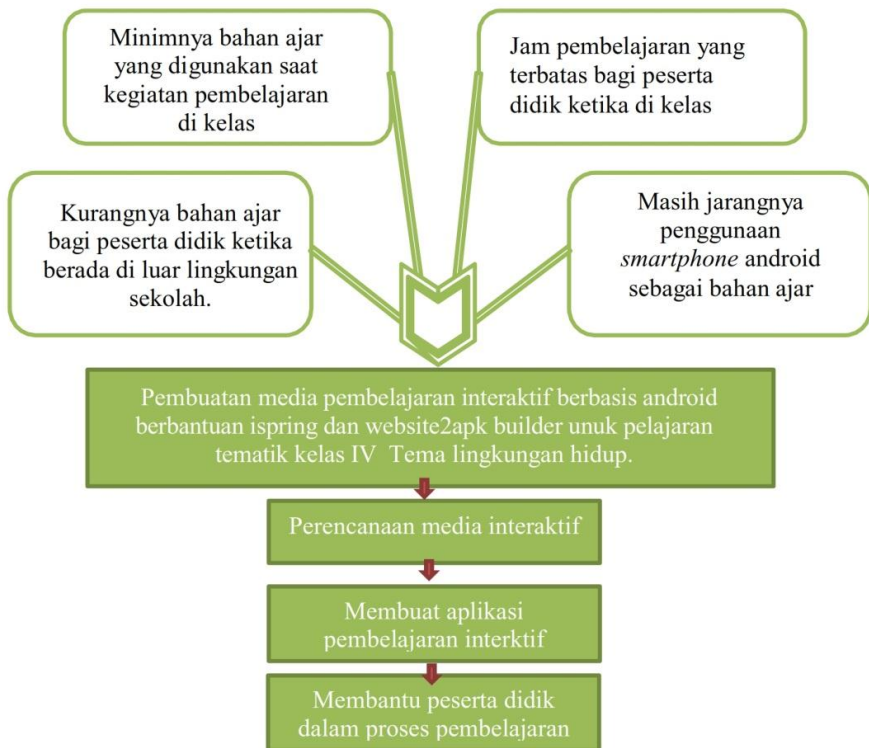 Minimnya bahan ajar
yang digunakan saat
kegiatan pembelajaran
di kelas
Jam pembelajaran yang
terbatas bagi peserta
didik ketika di kelas
Kurangnya bahan ajar
bagi peserta didik ketika
berada di luar lingkungan
sekolah.
Masih jarangnya
penggunaan
smartphone android
sebagai bahan ajar
Pembuatan media pembelajaran interaktif berbasis android
berbantuan ispring dan website2apk builder unuk pelajaran
tematik kelas IV Tema lingkungan hidup.
Perencanaan media interaktif
Membuat aplikasi
pembelajaran interktif
Membantu peserta didik
dalam proses pembelajaran